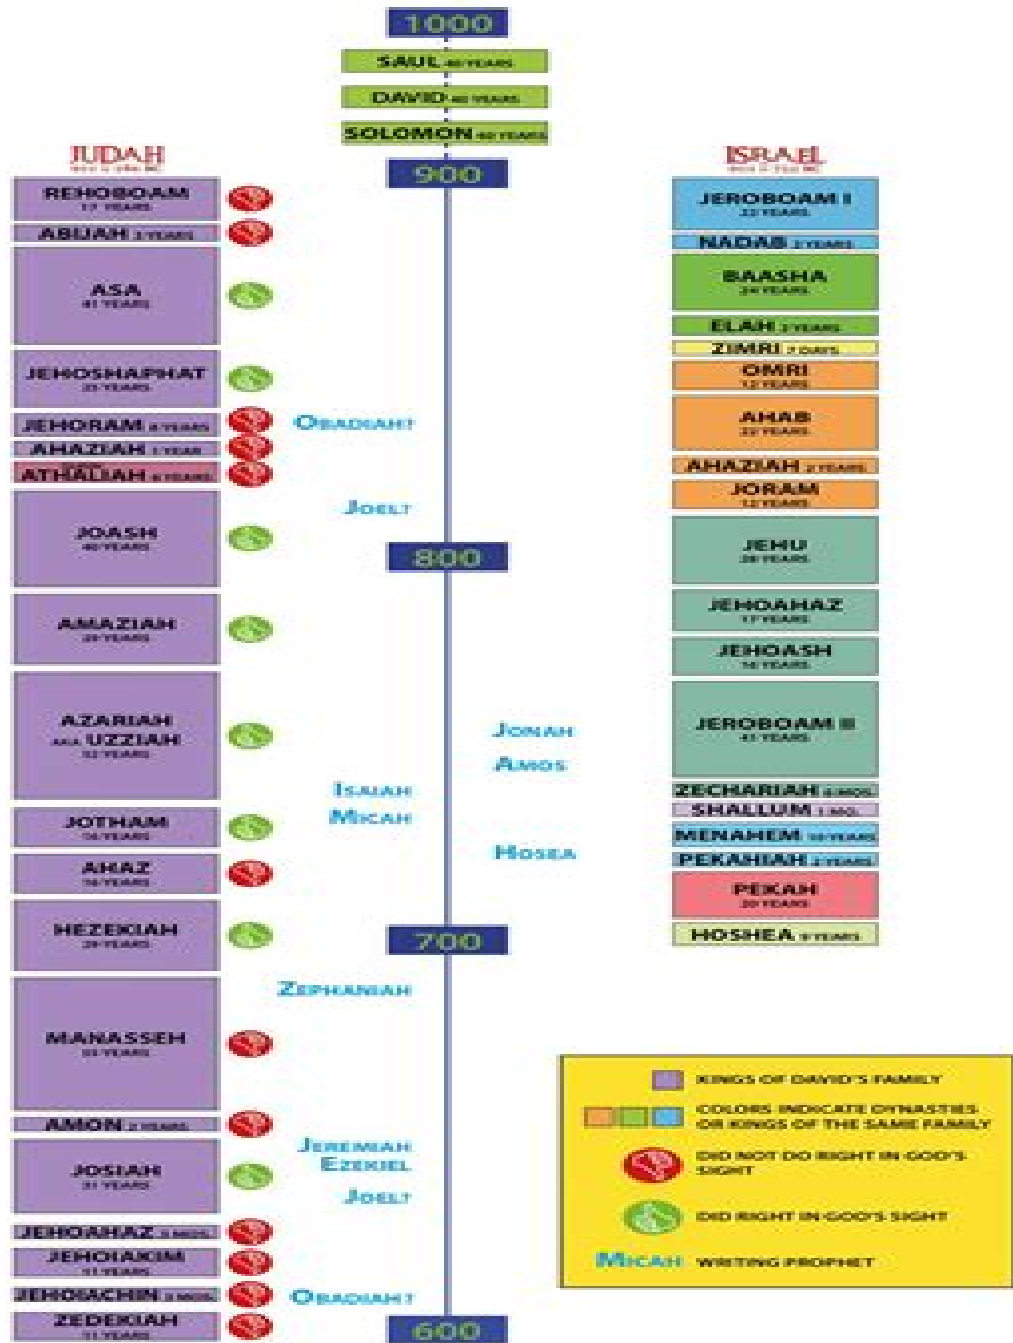 1000
SAUL 40 YEARS
DAVID 40 YEARS
SOLOMON 40 YEARS
900
JUDAH
REHOBOAM
17 YEARS
ABIJAH 3 YEARS
ASA
41 YEARS
JEHOSHAPHAT
25 YEARS
JEHORAM 8 YEARS
AHAZIAH 1 YEAR
ATHALIAH 6 YEARS
JOASH
40 YEARS
AMAZIAH
29 YEARS
AZARIAH
AKA UZZIAH
52 YEARS
JOTHAM
16 YEARS
AHAZ
16 YEARS
HEZEKIAH
29 YEARS
MANASSEH
55 YEARS
AMON 2 YEARS
JOSIAH
31 YEARS
JEHOAHAZ 3 MOS.
JEHOIAKIM
11 YEARS
JEHOIACHIN 3 MOS.
ZEDEKIAH
11 YEARS
OBADIAH?
JOEL?
800
JONAH
AMOS
ISAIAH
MICAH
HOSEA
700
ZEPHANIAH
JEREMIAH
EZEKIEL
JOEL?
OBADIAH?
600
ISRAEL
JEROBOAM I
22 YEARS
NADAB 2 YEARS
BAASHA
24 YEARS
ELAH 2 YEARS
ZIMRI 7 DAYS
OMRI
12 YEARS
AHAB
22 YEARS
AHAZIAH 2 YEARS
JORAM
12 YEARS
JEHU
28 YEARS
JEHOAHAZ
17 YEARS
JEHOASH
16 YEARS
JEROBOAM II
41 YEARS
ZECHARIAH 6 MOS.
SHALLUM 1 MO.
MENAHEM 10 YEARS
PEKAHIAH 2 YEARS
PEKAH
20 YEARS
HOSHEA 9 YEARS
KINGS OF DAVID'S FAMILY
COLORS INDICATE DYNASTIES
OR KINGS OF THE SAME FAMILY
DID NOT DO RIGHT IN GOD'S
SIGHT
DID RIGHT IN GOD'S SIGHT
MICAH WRITING PROPHET